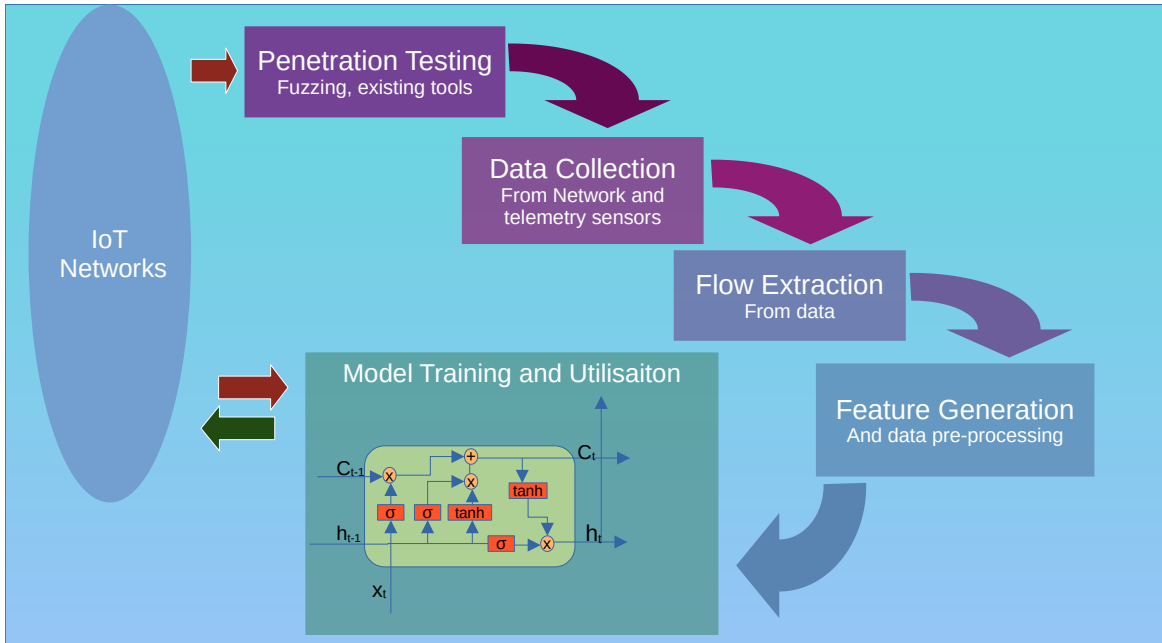 IoT
Networks
Penetration Testing
Fuzzing, existing tools
Data Collection
From Network and
telemetry sensors
Flow Extraction
From data
Feature Generation
And data pre-processing
Model Training and Utilisaiton
Cₜ₋₁
x
+
x
Cₜ
tanh
σ
σ
tanh
hₜ₋₁
σ
x
hₜ
xₜ